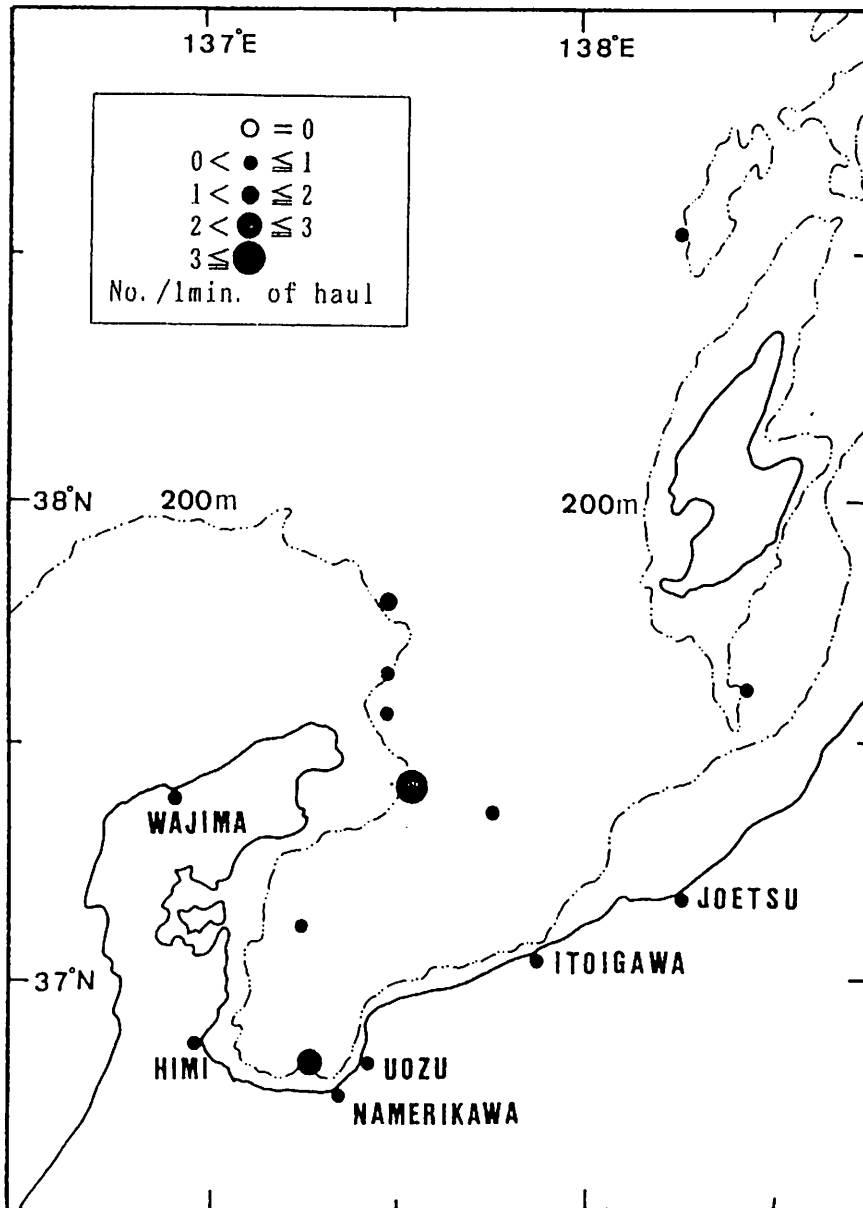 137°E
138°E
= 0
0 < ≦ 1
1 < ≦ 2
2 < ≦ 3
3 ≦
No. /1min. of haul
38°N
200m
200m
WAJIMA
JOETSU
ITOIGAWA
37°N
HIMI
UOZU
NAMERIKAWA